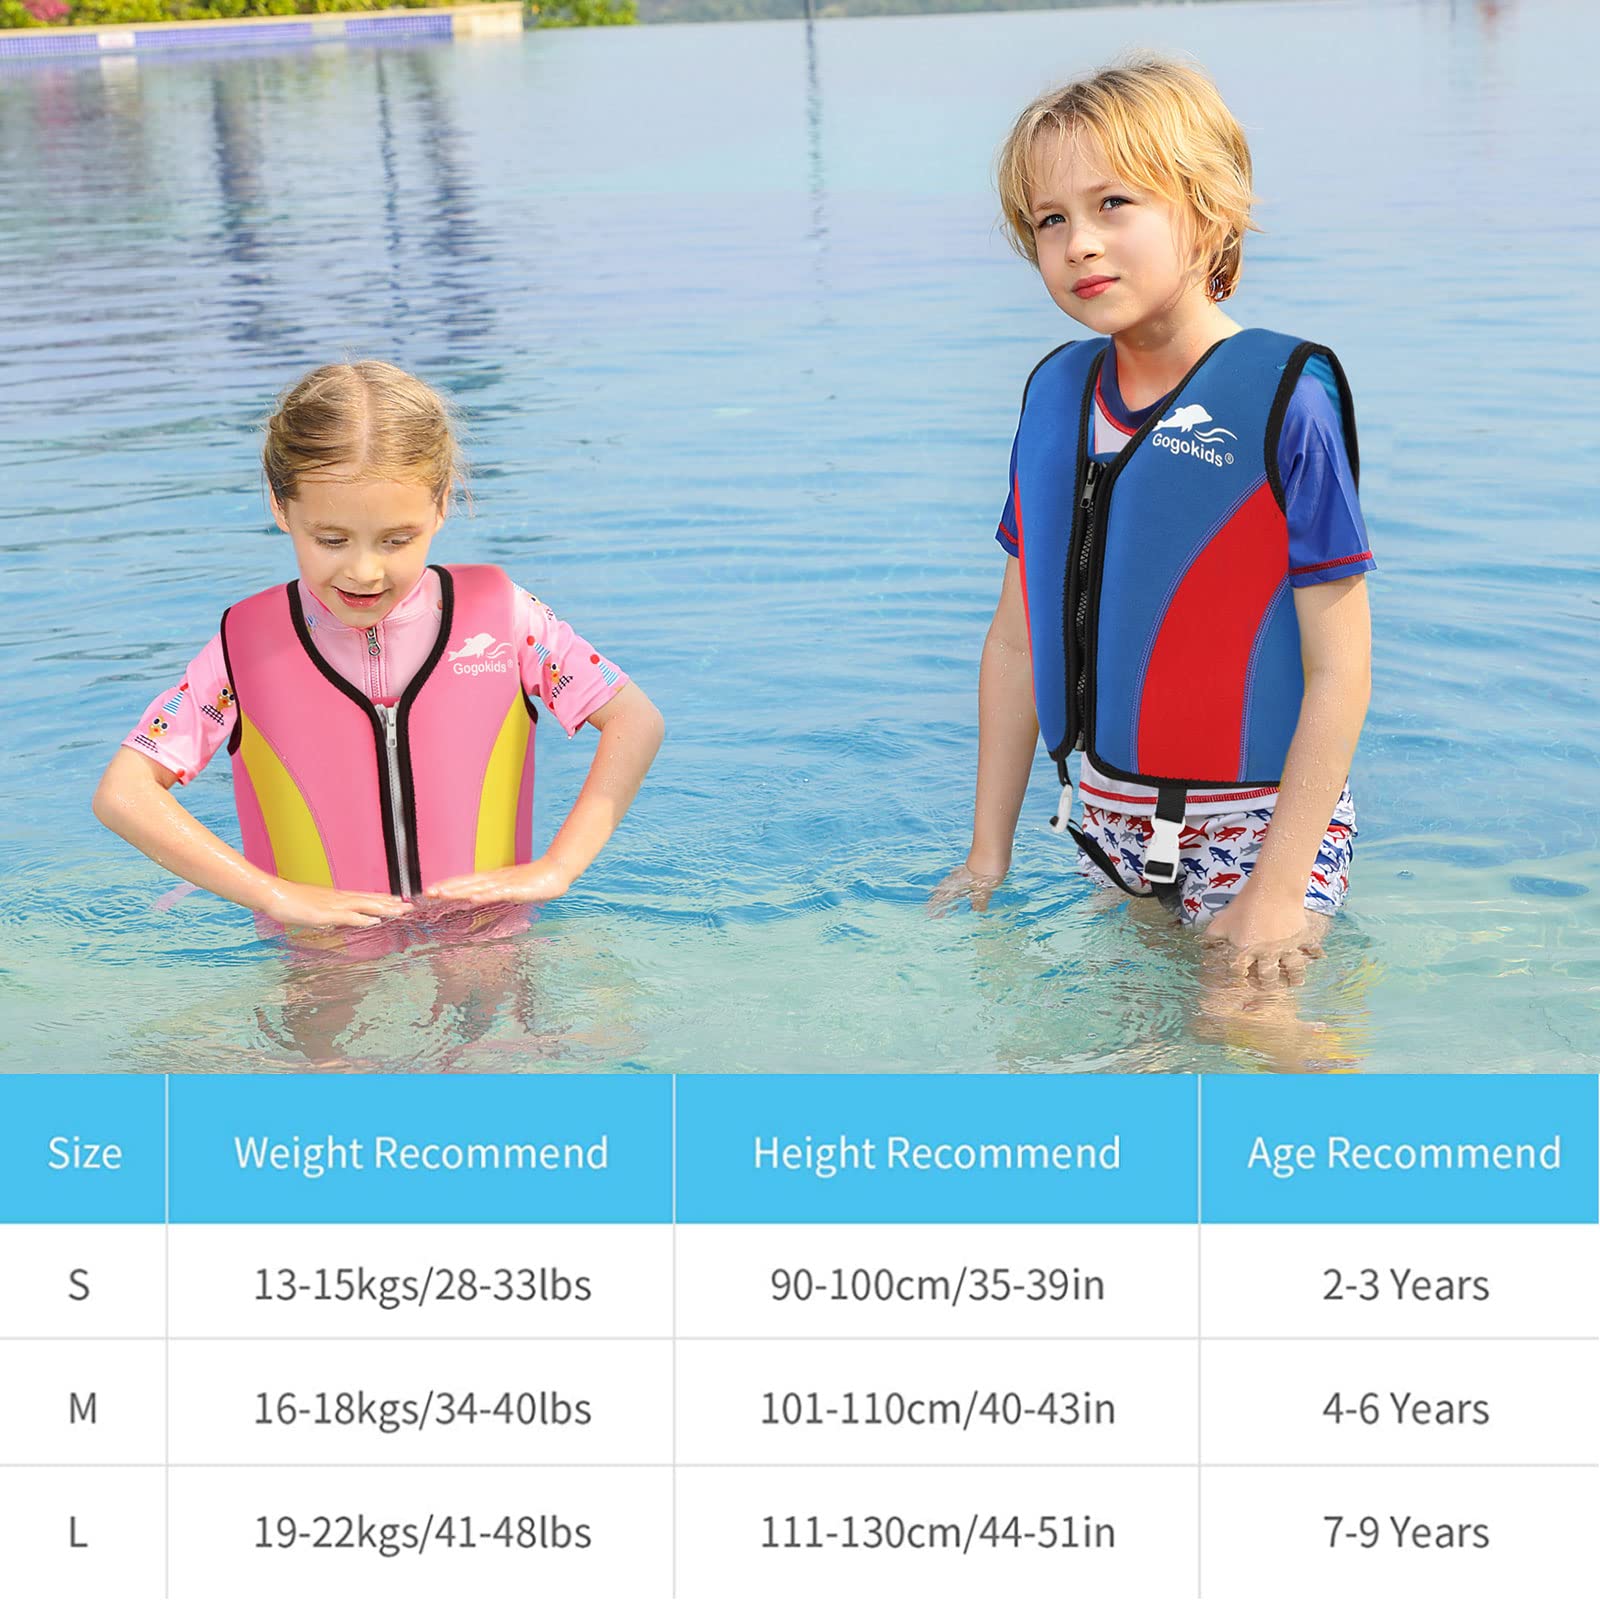 Gogokids®
Gogokids®
Size Weight Recommend Height Recommend Age Recommend
S 13-15kgs/28-33lbs 90-100cm/35-39in 2-3 Years
M 16-18kgs/34-40lbs 101-110cm/40-43in 4-6 Years
L 19-22kgs/41-48lbs 111-130cm/44-51in 7-9 Years